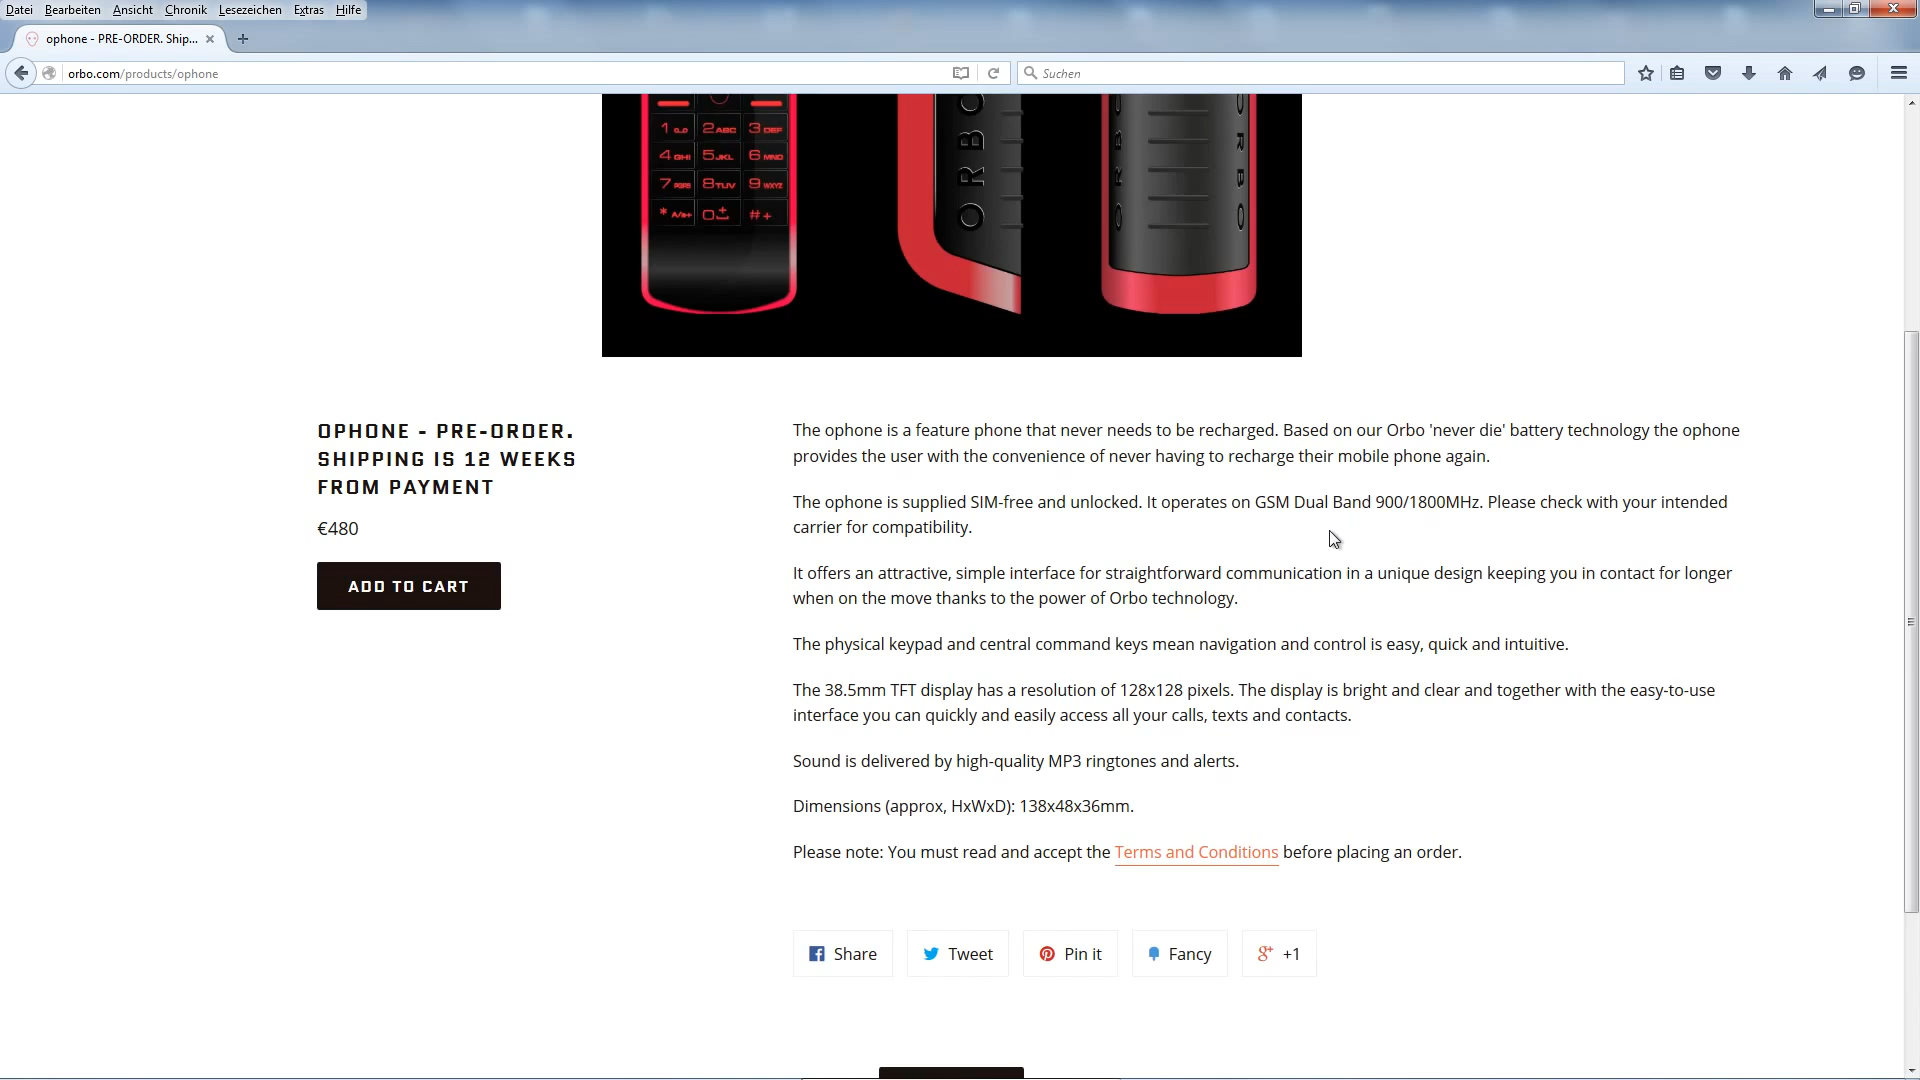 Datei Bearbeiten Ansicht Chronik Lesezeichen Extras Hilfe
ophone - PRE-ORDER. Ship...
orbo.com/products/ophone
Suchen
1 2 ABC 3 DEF
4 GHI 5 JKL 6 MNO
7 PQRS 8 TUV 9 WXYZ
* A/a+ 0 # +
ORBO
ORBO
ORBO
OPHONE - PRE-ORDER.
SHIPPING IS 12 WEEKS
FROM PAYMENT
€480
ADD TO CART
The ophone is a feature phone that never needs to be recharged. Based on our Orbo 'never die' battery technology the ophone
provides the user with the convenience of never having to recharge their mobile phone again.
The ophone is supplied SIM-free and unlocked. It operates on GSM Dual Band 900/1800MHz. Please check with your intended
carrier for compatibility.
It offers an attractive, simple interface for straightforward communication in a unique design keeping you in contact for longer
when on the move thanks to the power of Orbo technology.
The physical keypad and central command keys mean navigation and control is easy, quick and intuitive.
The 38.5mm TFT display has a resolution of 128x128 pixels. The display is bright and clear and together with the easy-to-use
interface you can quickly and easily access all your calls, texts and contacts.
Sound is delivered by high-quality MP3 ringtones and alerts.
Dimensions (approx, HxWxD): 138x48x36mm.
Please note: You must read and accept the Terms and Conditions before placing an order.
Share Tweet Pin it Fancy g+ +1